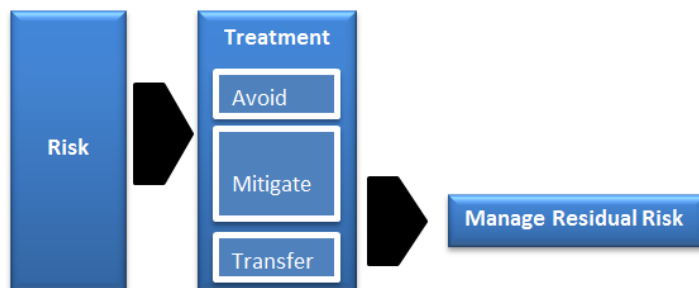 Risk
Treatment
Avoid
Mitigate
Transfer
Manage Residual Risk